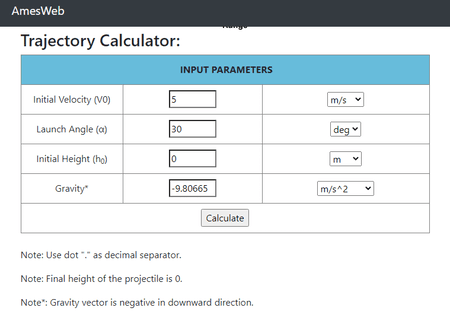 AmesWeb
Range
Trajectory Calculator:
INPUT PARAMETERS
Initial Velocity (V0) 5 m/s
Launch Angle (α) 30 deg
Initial Height (h0) 0 m
Gravity* -9.80665 m/s^2
Calculate
Note: Use dot "." as decimal separator.
Note: Final height of the projectile is 0.
Note*: Gravity vector is negative in downward direction.